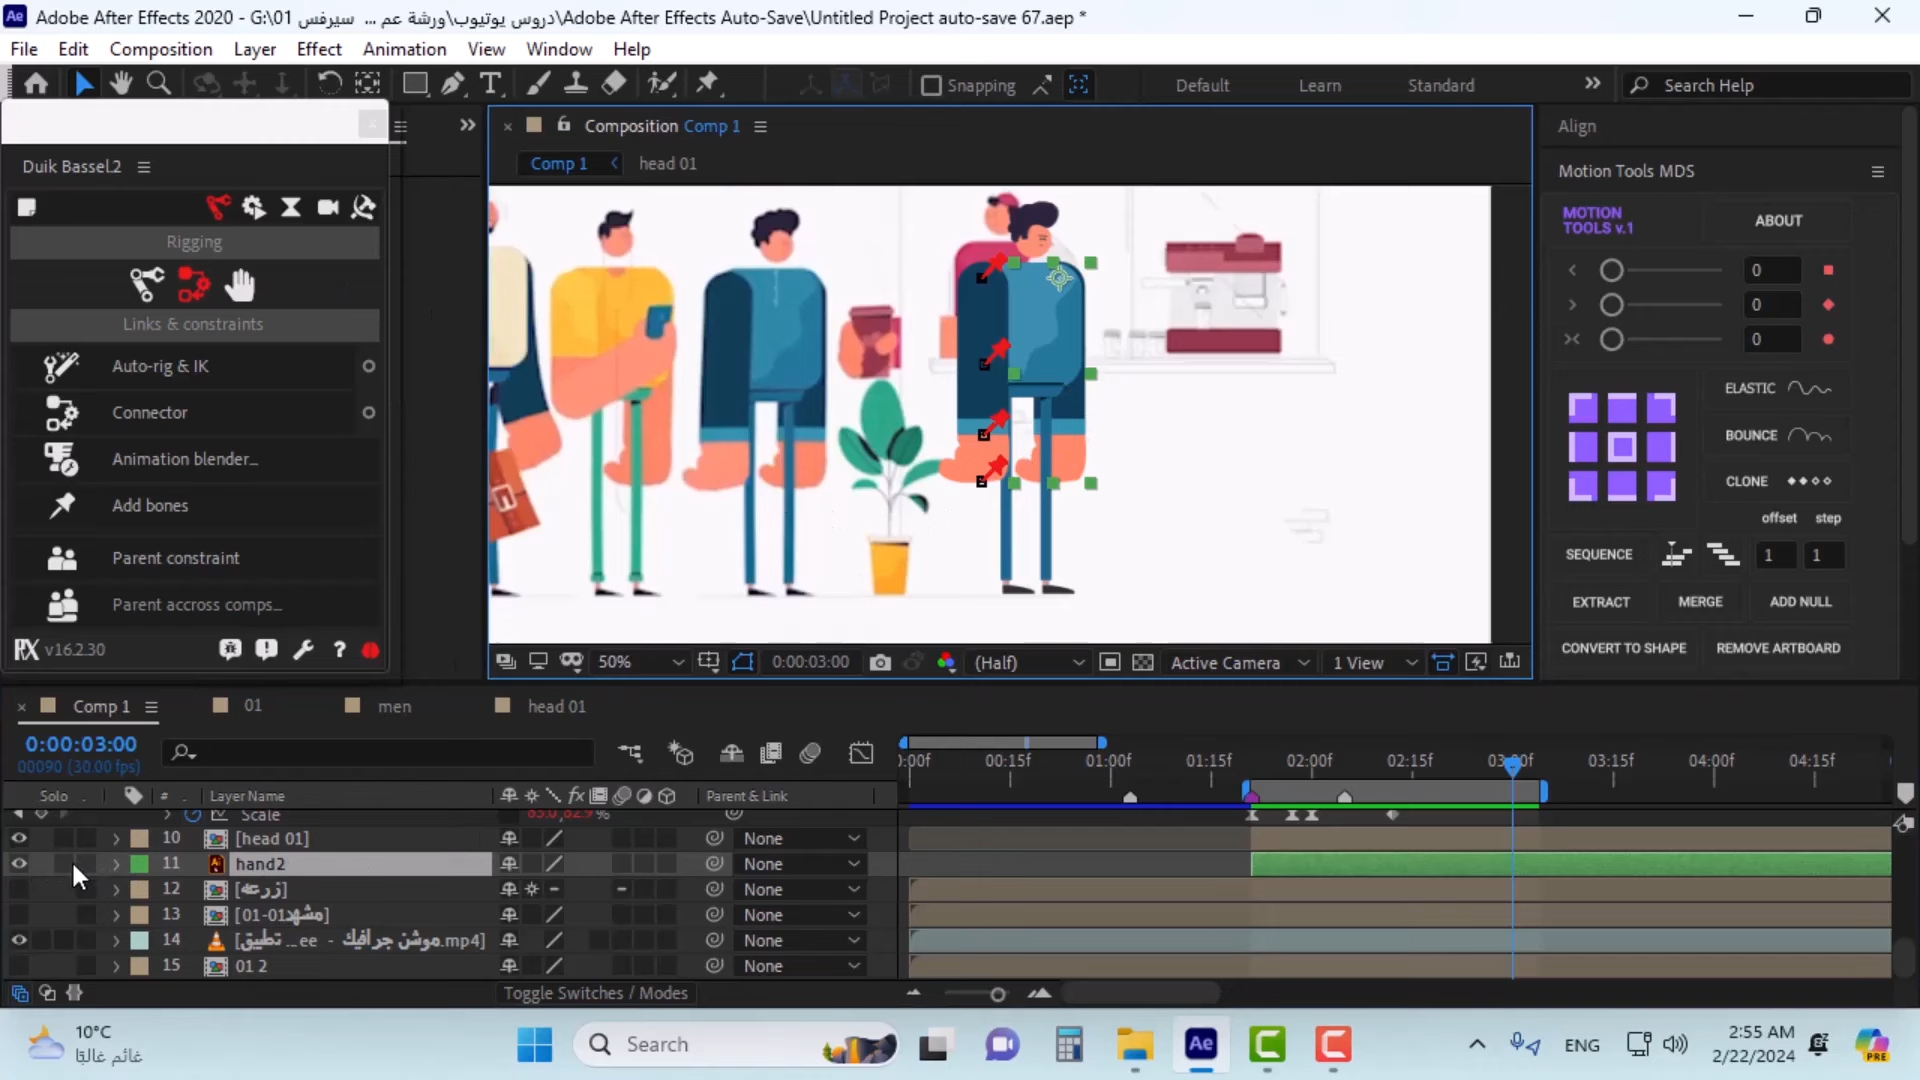 Adobe After Effects 2020 - G:\01 سيرفس ... دروس يوتيوب\ورشة عم\Adobe After Effects Auto-Save\Untitled Project auto-save 67.aep *
File Edit Composition Layer Effect Animation View Window Help
Snapping Default Learn Standard Search Help
Duik Bassel.2
Rigging
Links & constraints
Auto-rig & IK
Connector
Animation blender...
Add bones
Parent constraint
Parent accross comps...
v16.2.30
Composition Comp 1
Comp 1 head 01
50% 0:00:03:00 (Half) Active Camera 1 View
Align
Motion Tools MDS
MOTION TOOLS v.1 ABOUT
0
0
0
ELASTIC
BOUNCE
CLONE
offset step
SEQUENCE 1 1
EXTRACT MERGE ADD NULL
CONVERT TO SHAPE REMOVE ARTBOARD
Comp 1 01 men head 01
0:00:03:00
00090 (30.00 fps)
:00f 00:15f 01:00f 01:15f 02:00f 02:15f 03:00f 03:15f 04:00f 04:15f
Solo # Layer Name Parent & Link
Scale 83.0,82.9%
10 [head 01] None
11 hand2 None
12 [زرعه] None
13 [مشهد01-01] None
14 [موشن جرافيك - ee ... تطبيق.mp4] None
15 01 2 None
Toggle Switches / Modes
10°C
غائم غالبًا
Search
ENG
2:55 AM
2/22/2024
PRE